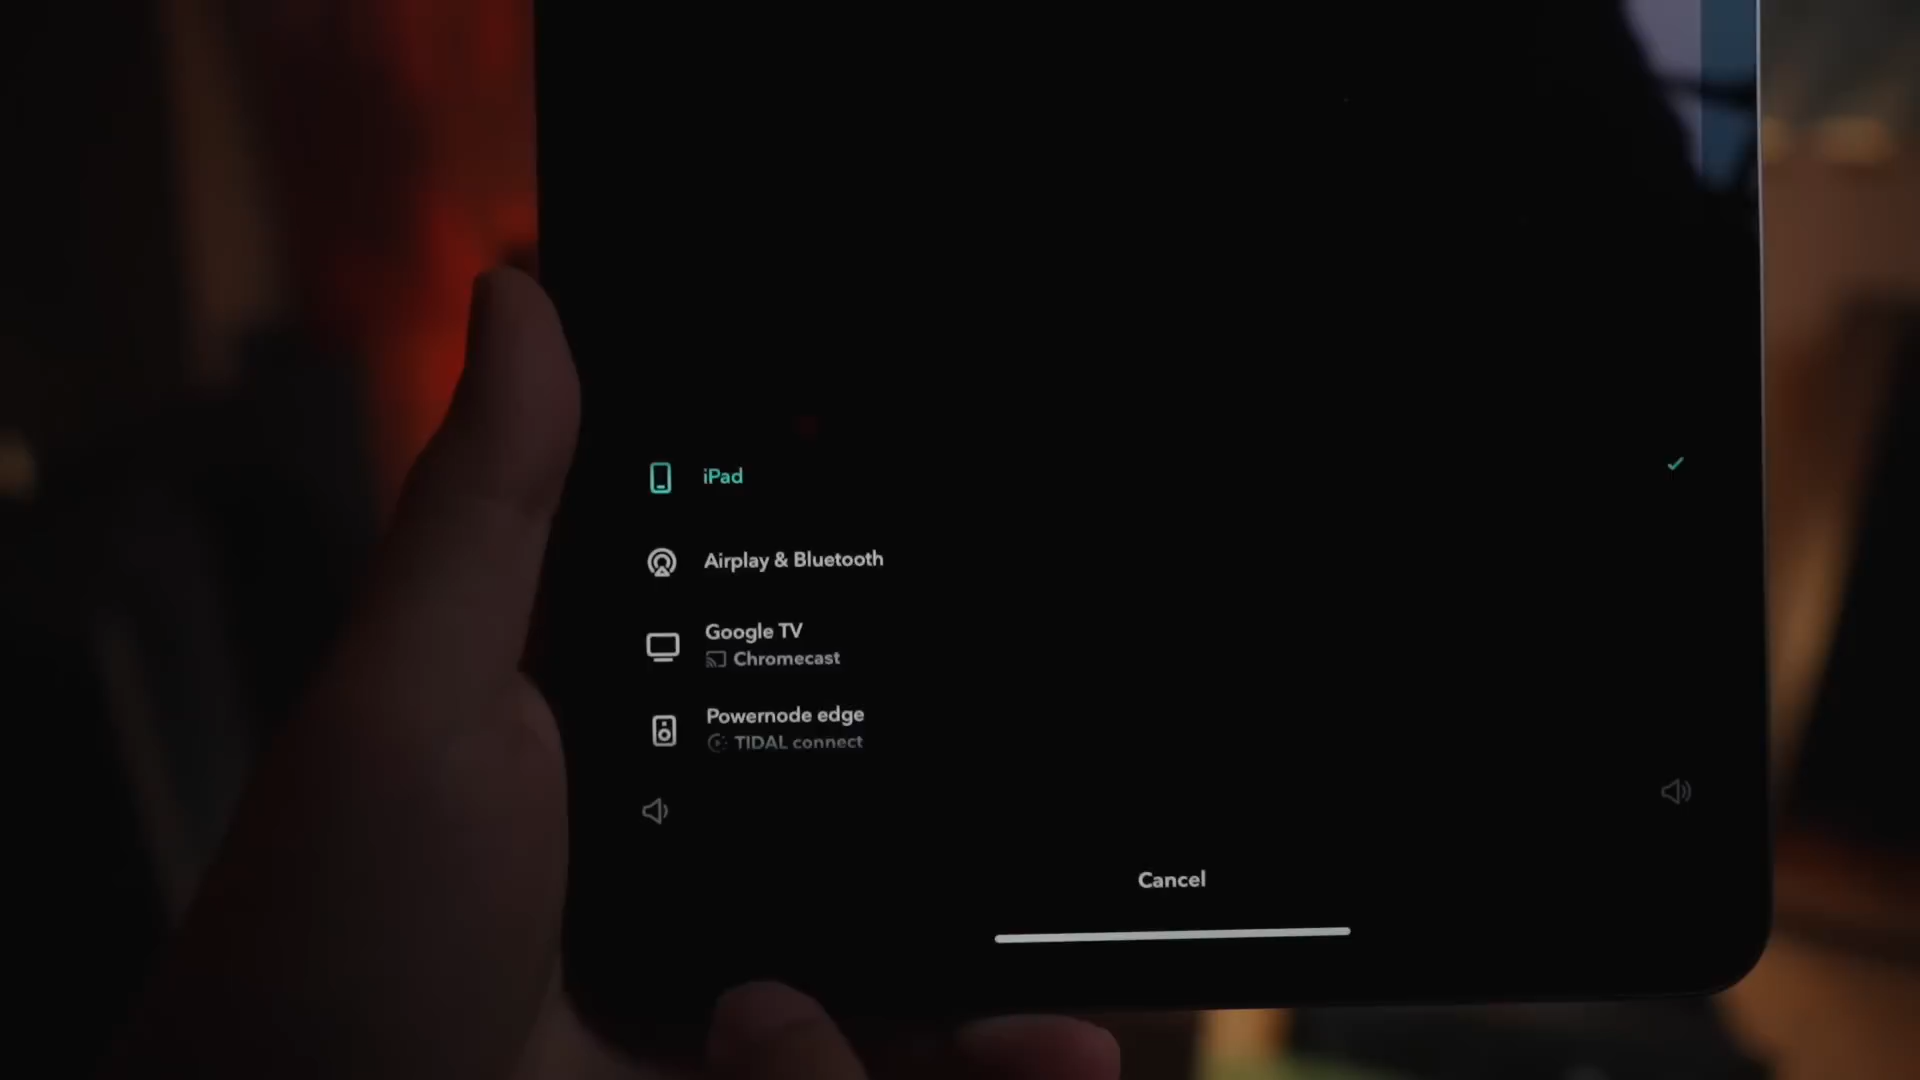 iPad
Airplay & Bluetooth
Google TV
Chromecast
Powernode edge
TIDAL connect
Cancel